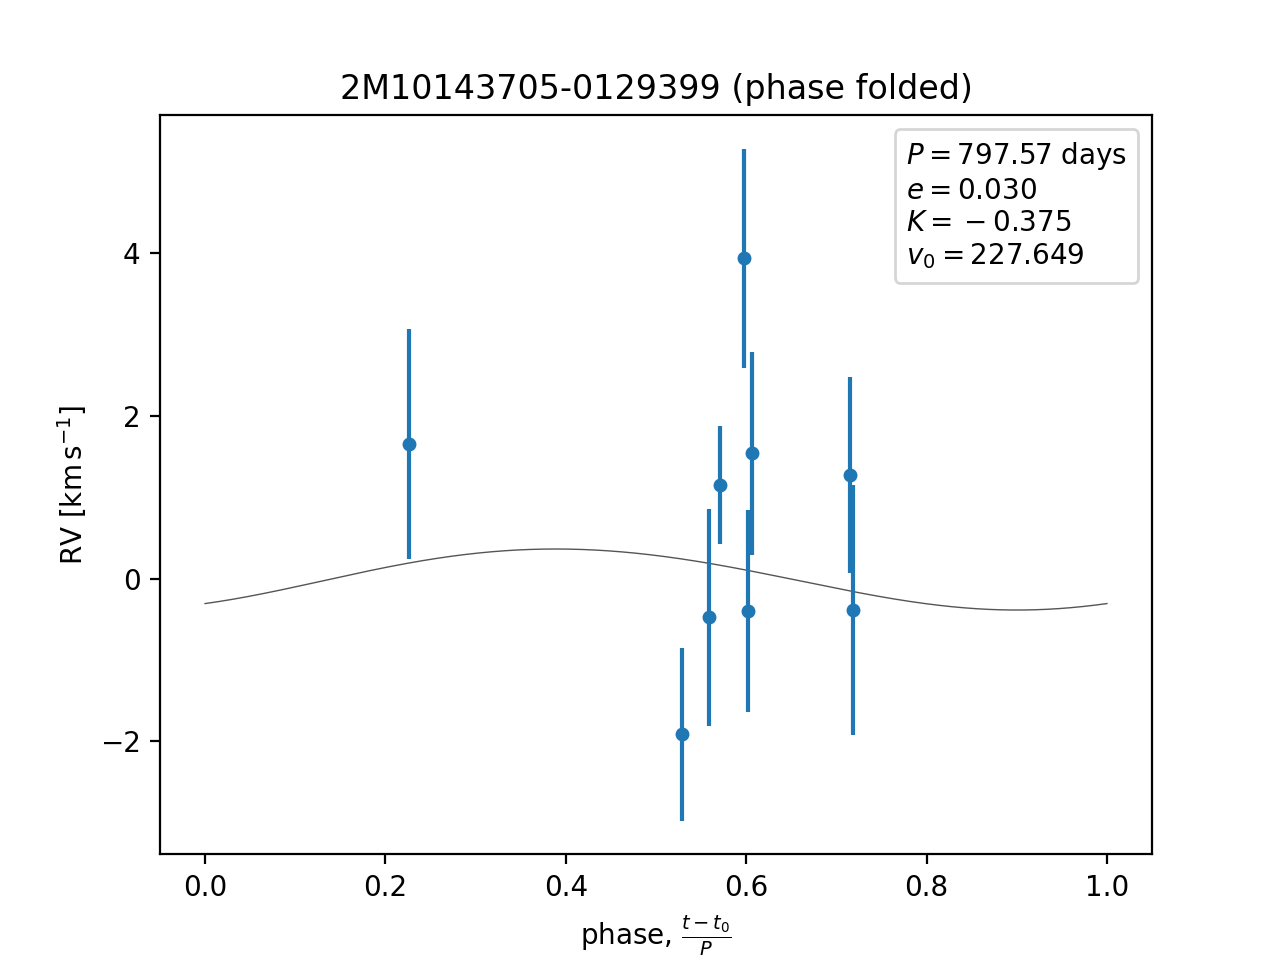 2M10143705-0129399 (phase folded)
P = 797.57 days
e = 0.030
K = −0.375
v₀ = 227.649
4
2
0
−2
RV [km s⁻¹]
0.0 0.2 0.4 0.6 0.8 1.0
phase, (t − t₀)/P